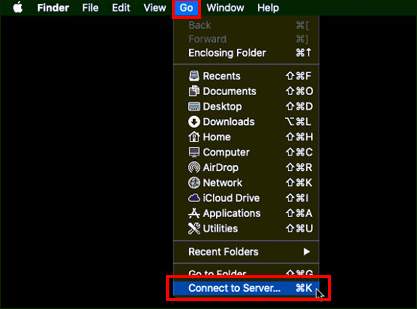 Finder File Edit View Go Window Help
Back ⌘[
Forward ⌘]
Enclosing Folder ⌘↑
Recents ⇧⌘F
Documents ⇧⌘O
Desktop ⇧⌘D
Downloads ⌥⌘L
Home ⇧⌘H
Computer ⇧⌘C
AirDrop ⇧⌘R
Network ⇧⌘K
iCloud Drive ⇧⌘I
Applications ⇧⌘A
Utilities ⇧⌘U
Recent Folders
Go to Folder ⇧⌘G
Connect to Server... ⌘K